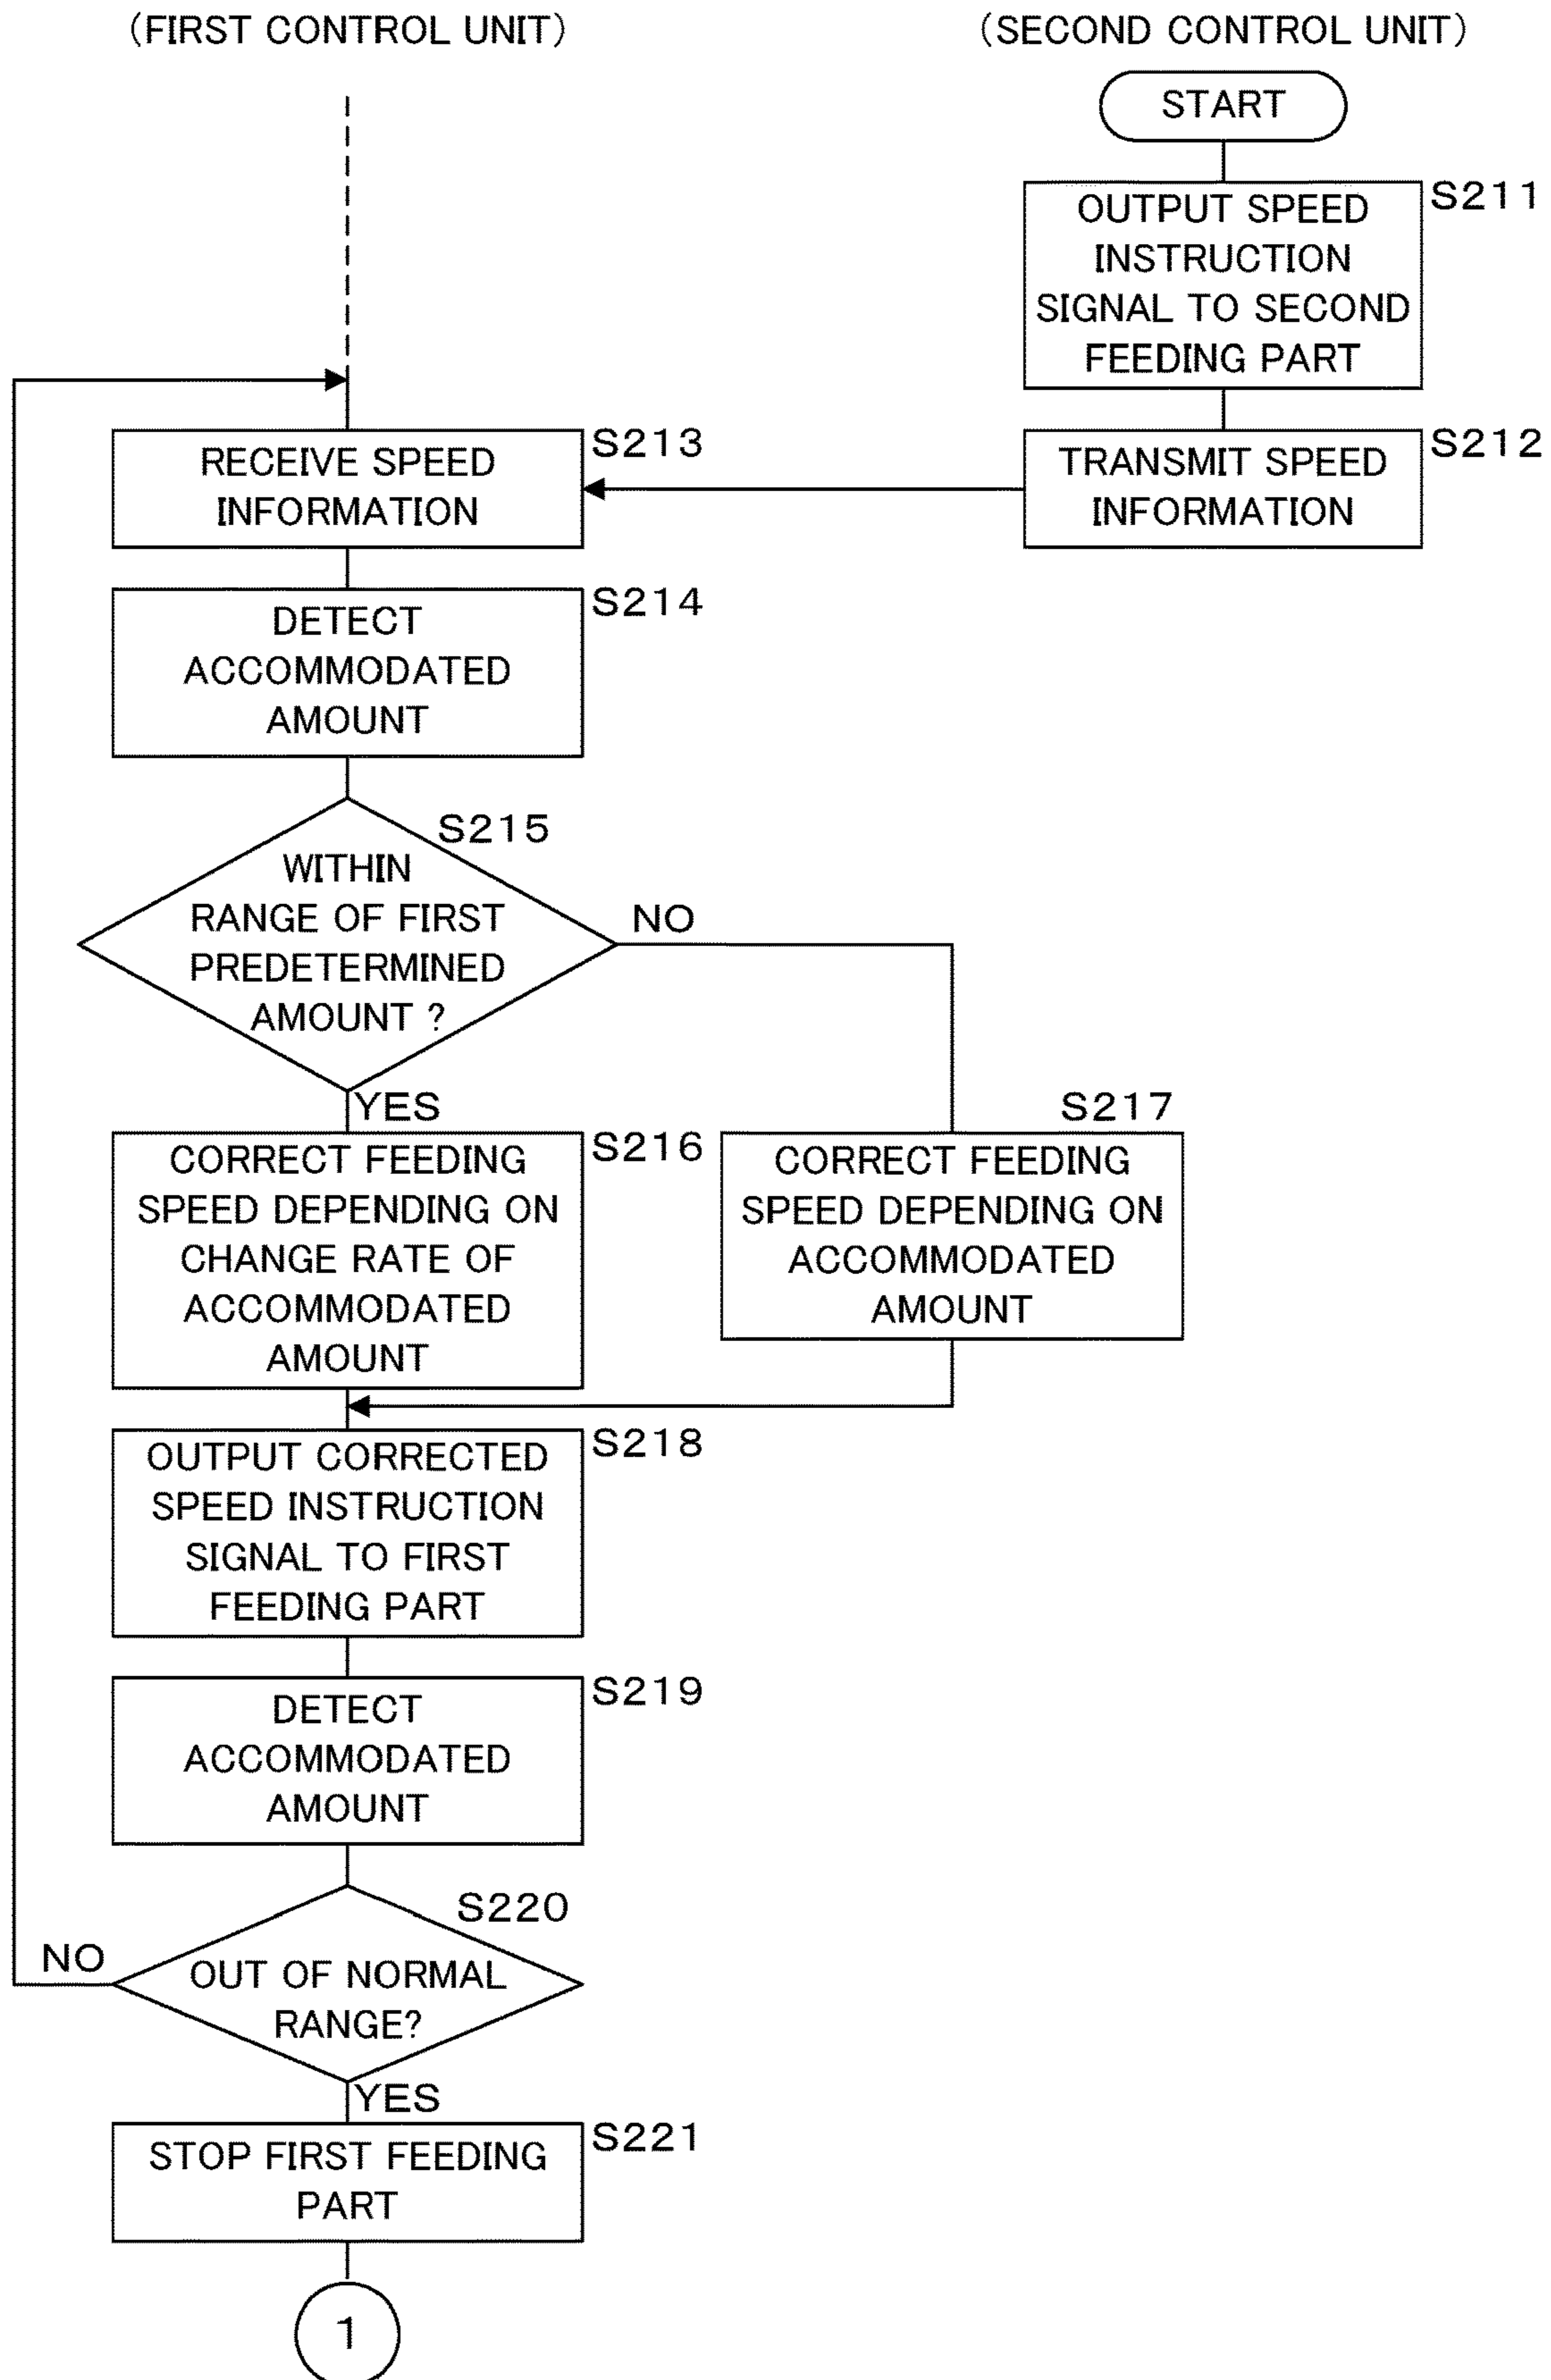 (FIRST CONTROL UNIT)
(SECOND CONTROL UNIT)
START
OUTPUT SPEED
INSTRUCTION
SIGNAL TO SECOND
FEEDING PART
S211
TRANSMIT SPEED
INFORMATION
S212
RECEIVE SPEED
INFORMATION
S213
DETECT
ACCOMMODATED
AMOUNT
S214
S215
WITHIN
RANGE OF FIRST
PREDETERMINED
AMOUNT ?
NO
YES
CORRECT FEEDING
SPEED DEPENDING ON
CHANGE RATE OF
ACCOMMODATED
AMOUNT
S216
S217
CORRECT FEEDING
SPEED DEPENDING ON
ACCOMMODATED
AMOUNT
OUTPUT CORRECTED
SPEED INSTRUCTION
SIGNAL TO FIRST
FEEDING PART
S218
DETECT
ACCOMMODATED
AMOUNT
S219
S220
OUT OF NORMAL
RANGE?
NO
YES
STOP FIRST FEEDING
PART
S221
1